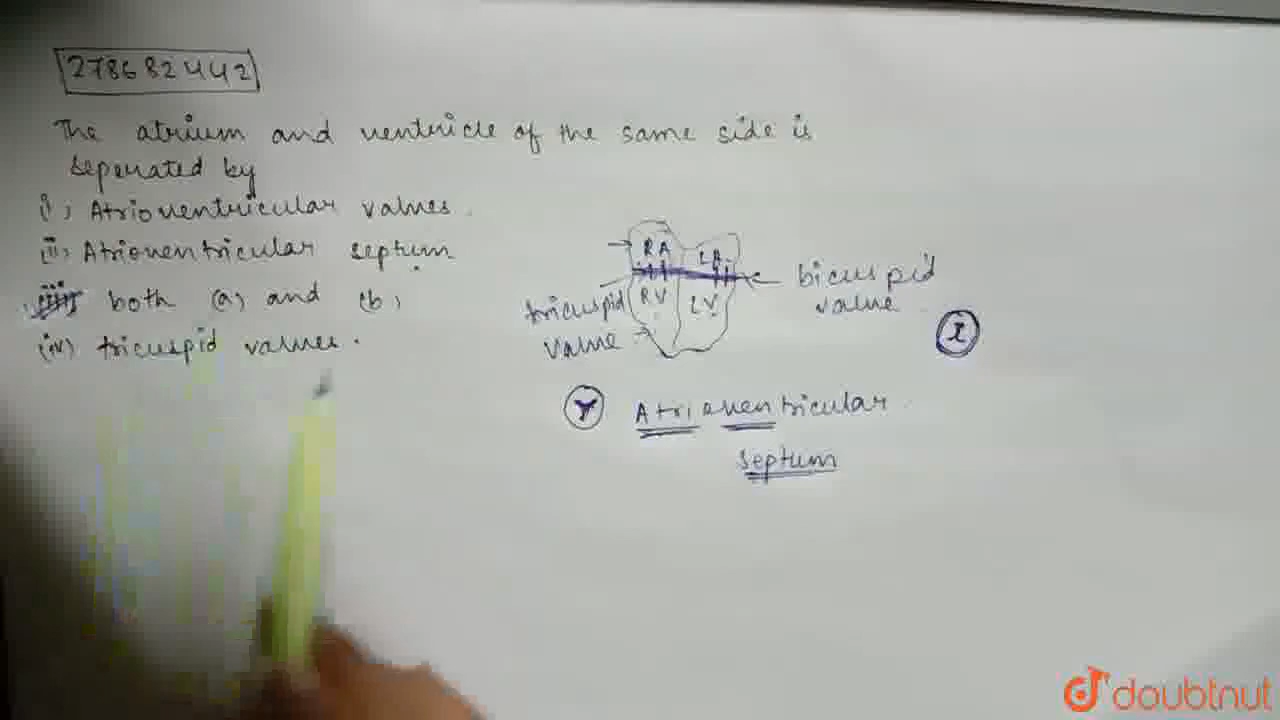 278682442
The atrium and ventricle of the same side is
seperated by
(i) Atrioventricular valves.
(ii) Atrioventricular septum
(iii) both (a) and (b)
(iv) tricuspid valves.
RA
LA
RV
LV
tricuspid
valve
bicuspid
valve
I
Y
Atrioventricular
septum
doubtnut